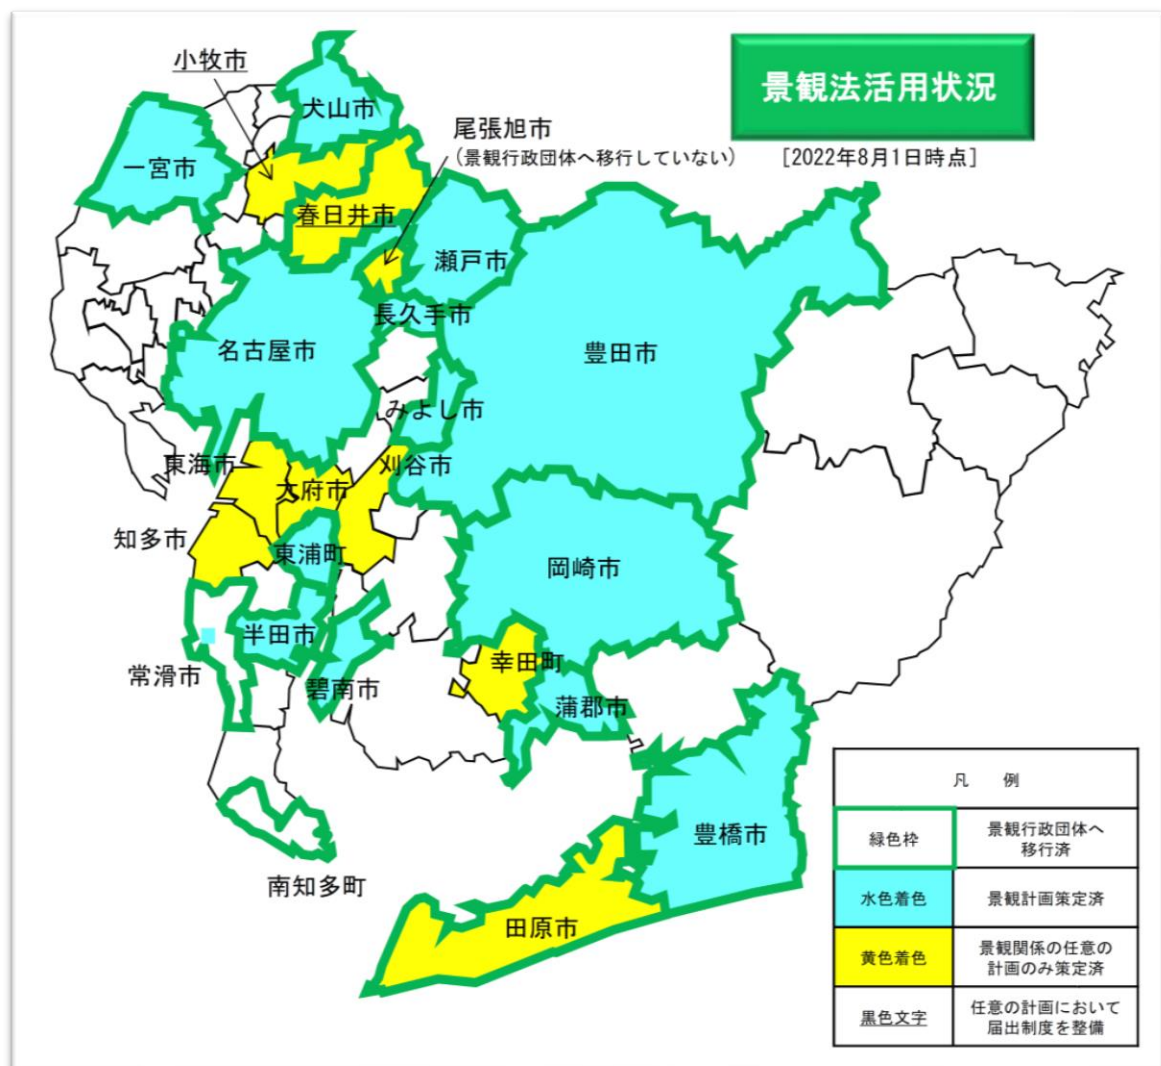 景観法活用状況
[2022年8月1日時点]
小牧市
犬山市
尾張旭市
(景観行政団体へ移行していない)
一宮市
春日井市
瀬戸市
長久手市
名古屋市
豊田市
みよし市
東海市
刈谷市
大府市
知多市
東浦町
岡崎市
半田市
幸田町
常滑市
碧南市
蒲郡市
豊橋市
南知多町
田原市
凡 例
緑色枠
景観行政団体へ
移行済
水色着色
景観計画策定済
黄色着色
景観関係の任意の
計画のみ策定済
黒色文字
任意の計画において
届出制度を整備